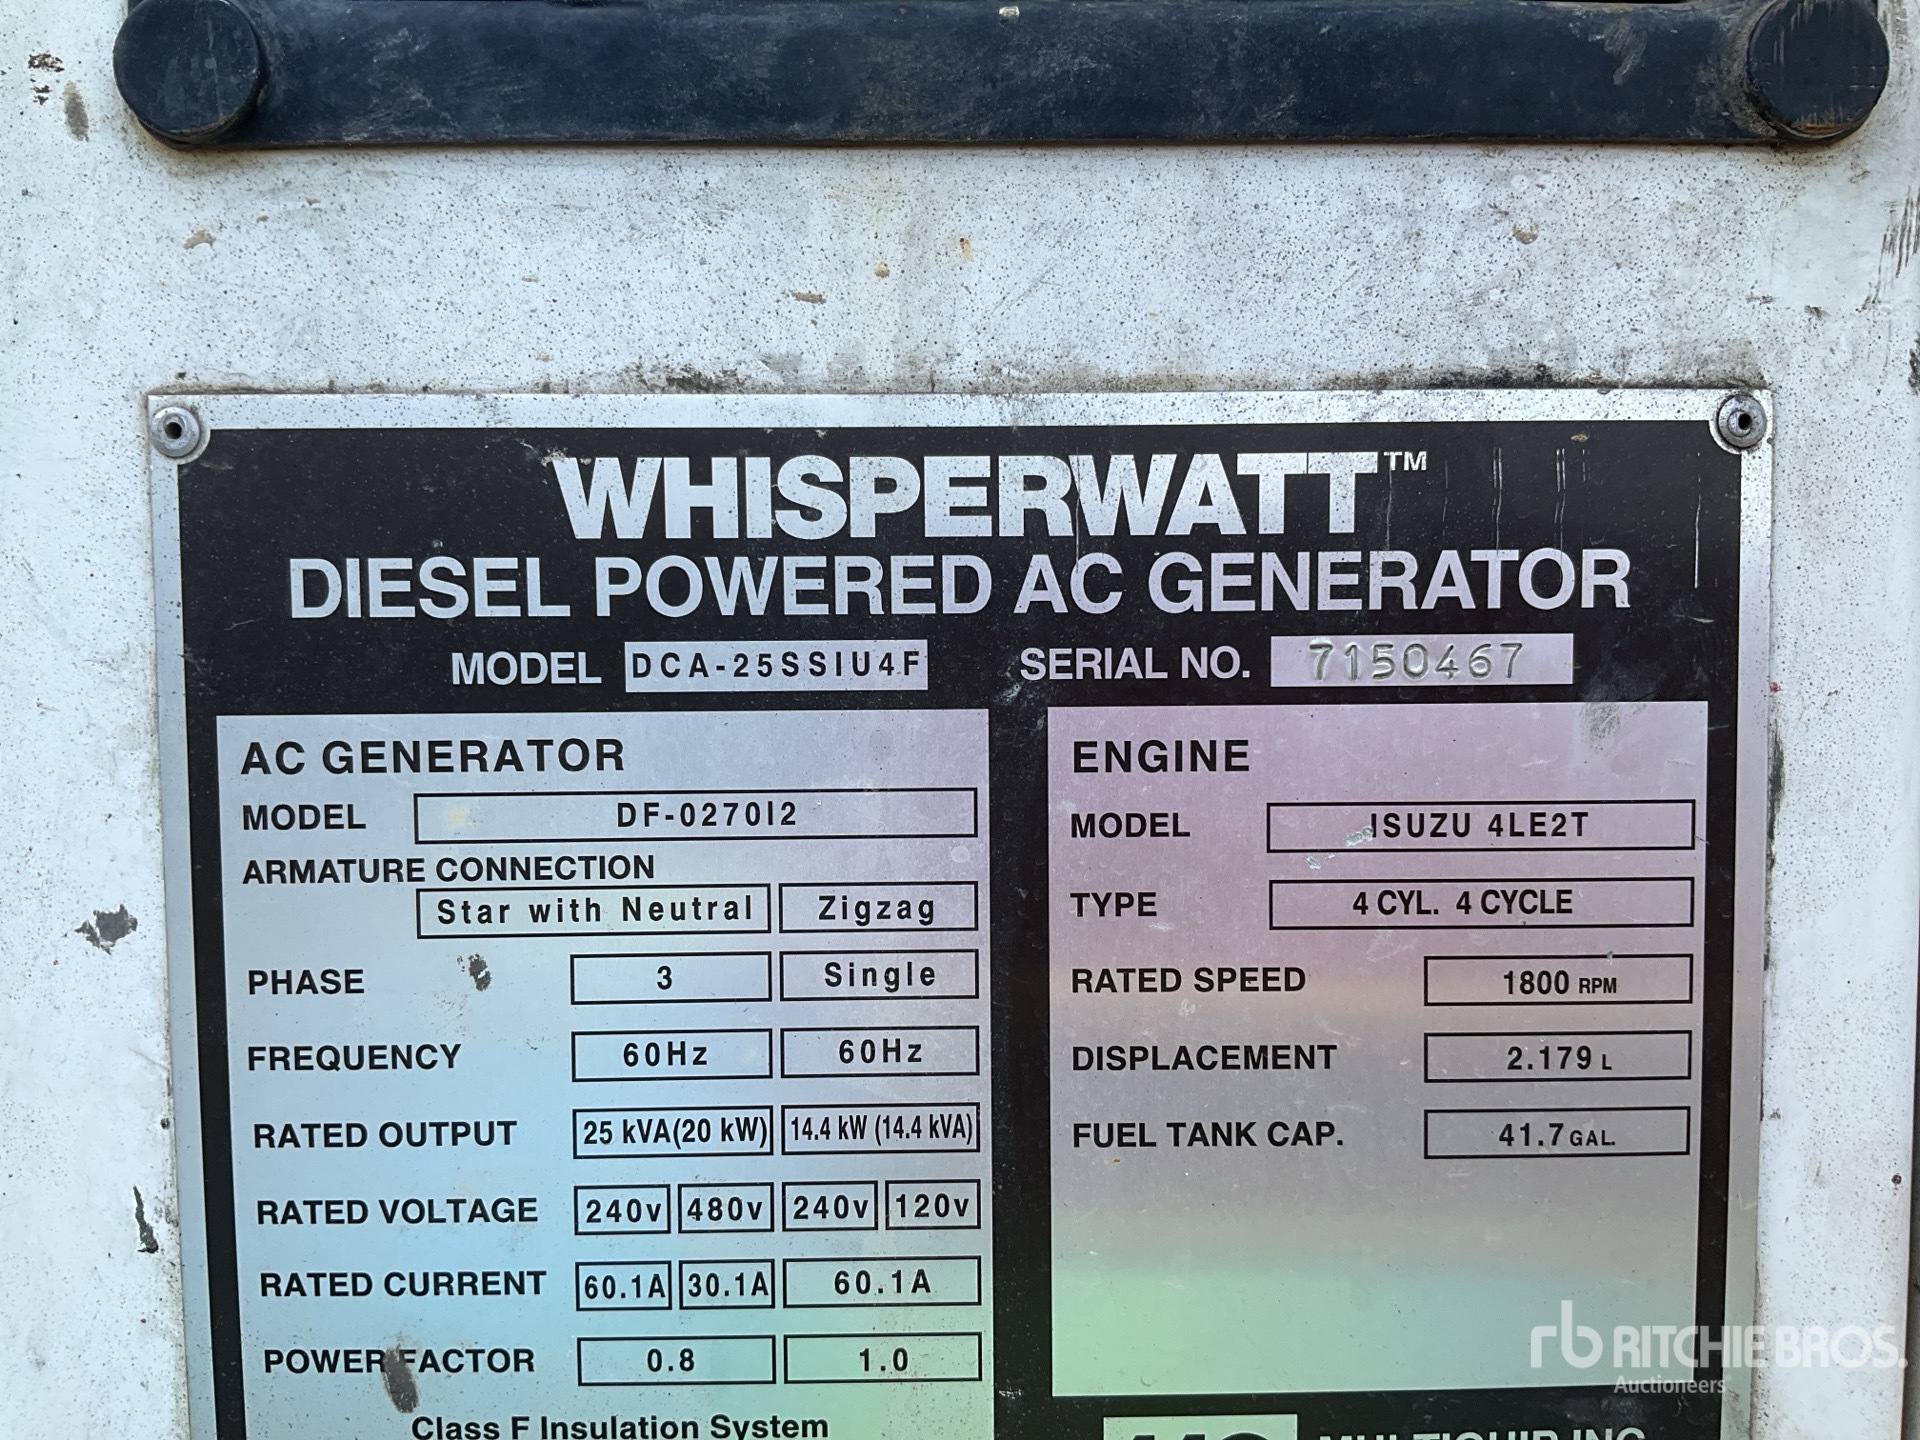 WHISPERWATT™
DIESEL POWERED AC GENERATOR
MODEL DCA-25SSIU4F SERIAL NO. 7150467
AC GENERATOR
MODEL DF-0270I2
ARMATURE CONNECTION
Star with Neutral Zigzag
PHASE 3 Single
FREQUENCY 60Hz 60Hz
RATED OUTPUT 25 kVA(20 kW) 14.4 kW (14.4 kVA)
RATED VOLTAGE 240v 480v 240v 120v
RATED CURRENT 60.1A 30.1A 60.1A
POWER FACTOR 0.8 1.0
Class F Insulation System
ENGINE
MODEL ISUZU 4LE2T
TYPE 4 CYL. 4 CYCLE
RATED SPEED 1800 RPM
DISPLACEMENT 2.179 L
FUEL TANK CAP. 41.7 GAL.
MULTIQUIP INC.
rb RITCHIE BROS.
Auctioneers